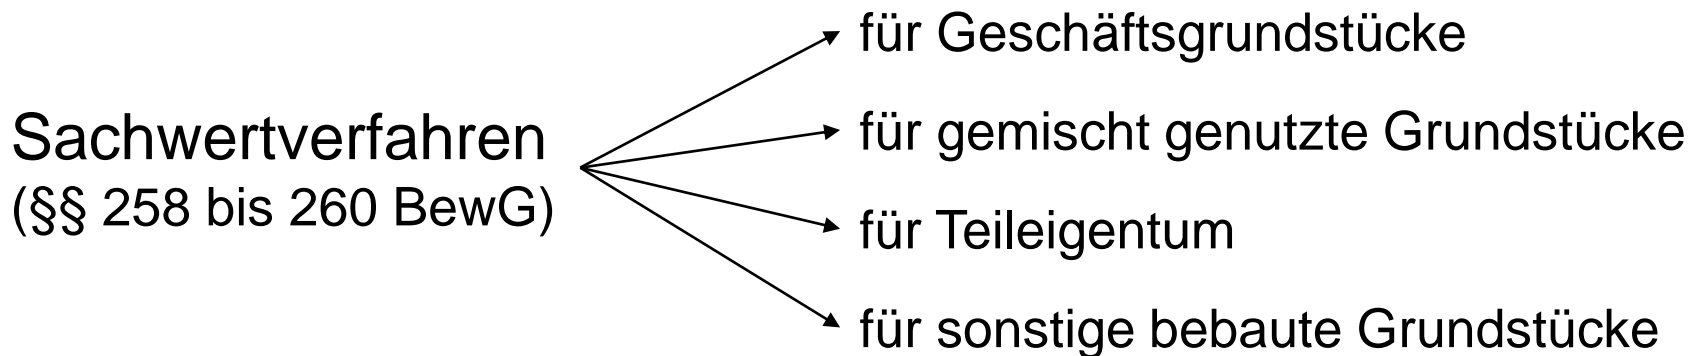 Sachwertverfahren
(§§ 258 bis 260 BewG)
für Geschäftsgrundstücke
für gemischt genutzte Grundstücke
für Teileigentum
für sonstige bebaute Grundstücke